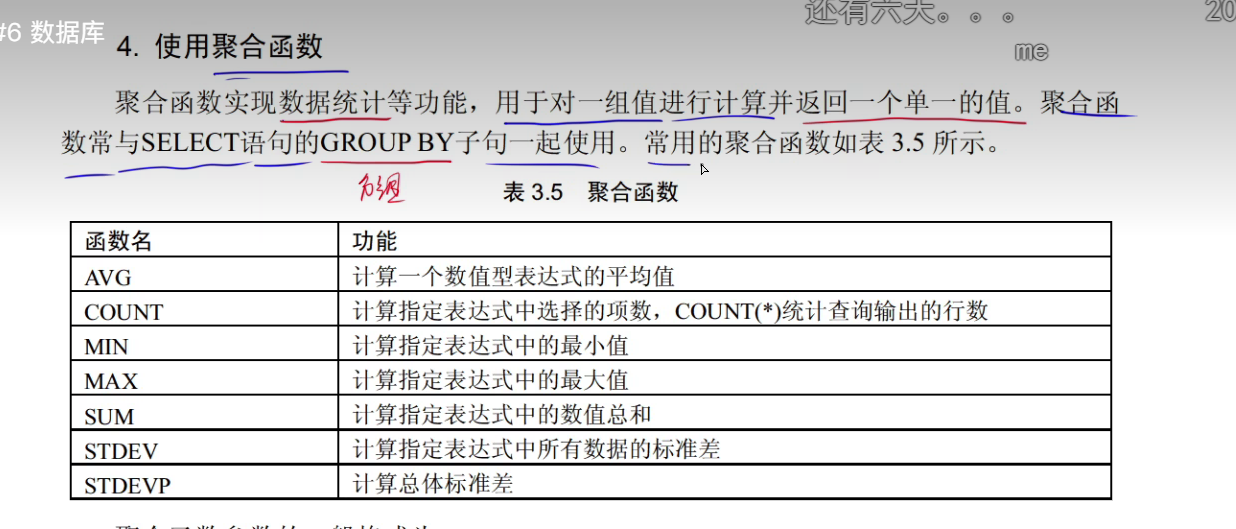 还有六天。。。
20
#6 数据库
4. 使用聚合函数
me
聚合函数实现数据统计等功能，用于对一组值进行计算并返回一个单一的值。聚合函
数常与SELECT语句的GROUP BY子句一起使用。常用的聚合函数如表 3.5 所示。
分组
表 3.5 聚合函数
函数名 功能
AVG 计算一个数值型表达式的平均值
COUNT 计算指定表达式中选择的项数，COUNT(*)统计查询输出的行数
MIN 计算指定表达式中的最小值
MAX 计算指定表达式中的最大值
SUM 计算指定表达式中的数值总和
STDEV 计算指定表达式中所有数据的标准差
STDEVP 计算总体标准差